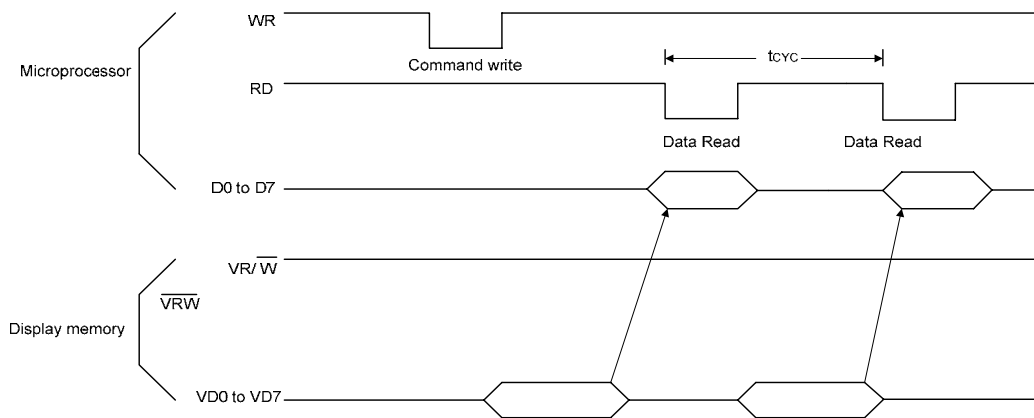 WR
Command write
Microprocessor
tCYC
RD
Data Read
Data Read
D0 to D7
VR/ W̅
V̅R̅W̅
Display memory
VD0 to VD7